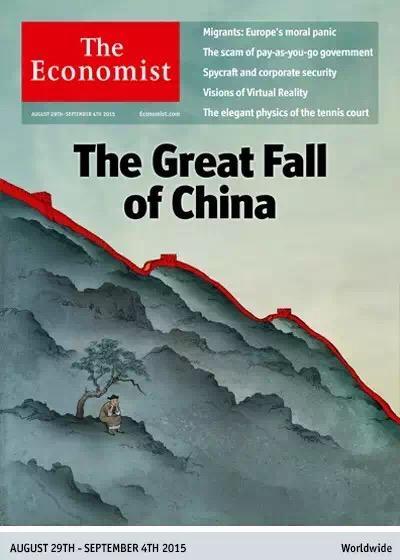 The
Economist
AUGUST 29TH–SEPTEMBER 4TH 2015 Economist.com
Migrants: Europe's moral panic
The scam of pay-as-you-go government
Spycraft and corporate security
Visions of Virtual Reality
The elegant physics of the tennis court
The Great Fall
of China
AUGUST 29TH - SEPTEMBER 4TH 2015 Worldwide